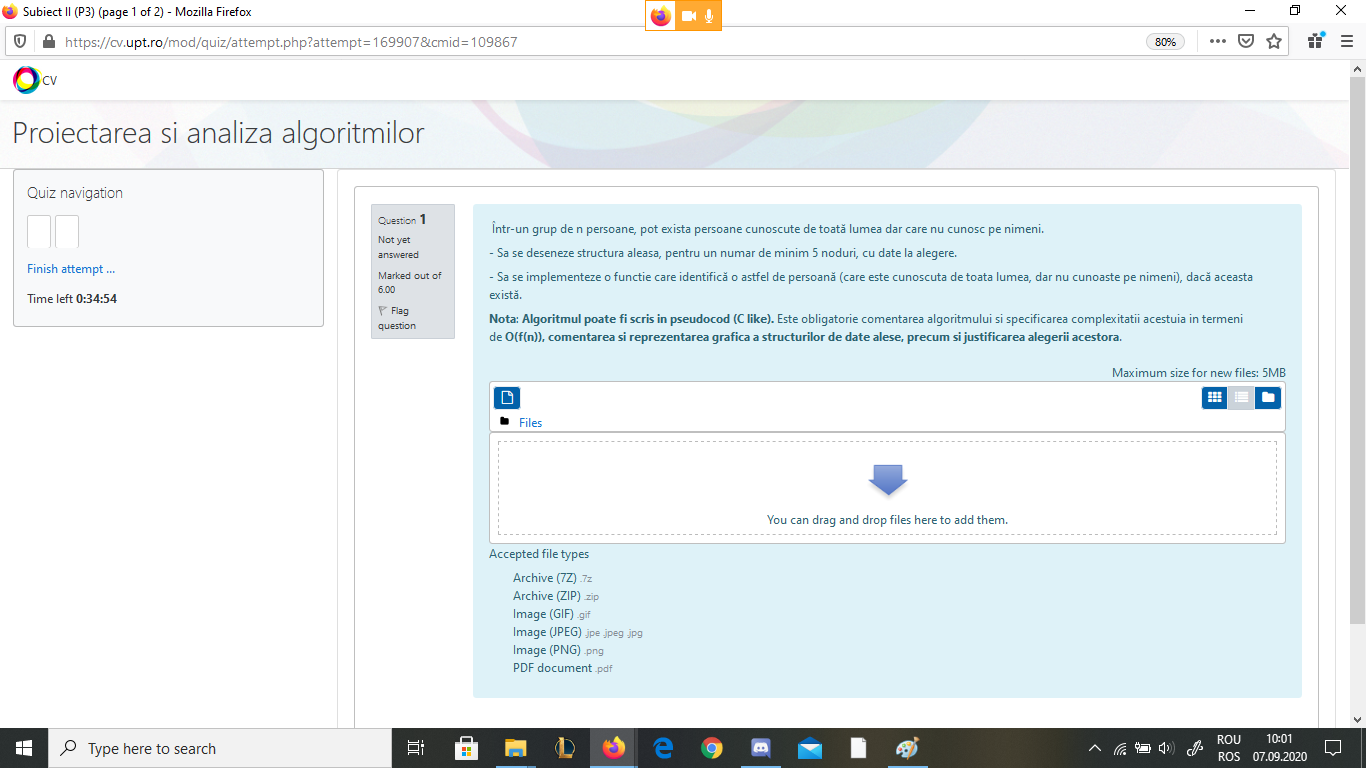 Subiect II (P3) (page 1 of 2) - Mozilla Firefox
https://cv.upt.ro/mod/quiz/attempt.php?attempt=169907&cmid=109867
80%
CV
Proiectarea si analiza algoritmilor
Quiz navigation
Finish attempt ...
Time left 0:34:54
Question 1
Not yet
answered
Marked out of
6.00
Flag
question
Într-un grup de n persoane, pot exista persoane cunoscute de toată lumea dar care nu cunosc pe nimeni.
- Sa se deseneze structura aleasa, pentru un numar de minim 5 noduri, cu date la alegere.
- Sa se implementeze o functie care identifică o astfel de persoană (care este cunoscuta de toata lumea, dar nu cunoaste pe nimeni), dacă aceasta
există.
Nota: Algoritmul poate fi scris in pseudocod (C like). Este obligatorie comentarea algoritmului si specificarea complexitatii acestuia in termeni
de O(f(n)), comentarea si reprezentarea grafica a structurilor de date alese, precum si justificarea alegerii acestora.
Maximum size for new files: 5MB
Files
You can drag and drop files here to add them.
Accepted file types
Archive (7Z) .7z
Archive (ZIP) .zip
Image (GIF) .gif
Image (JPEG) .jpe .jpeg .jpg
Image (PNG) .png
PDF document .pdf
Type here to search
ROU
ROS
10:01
07.09.2020